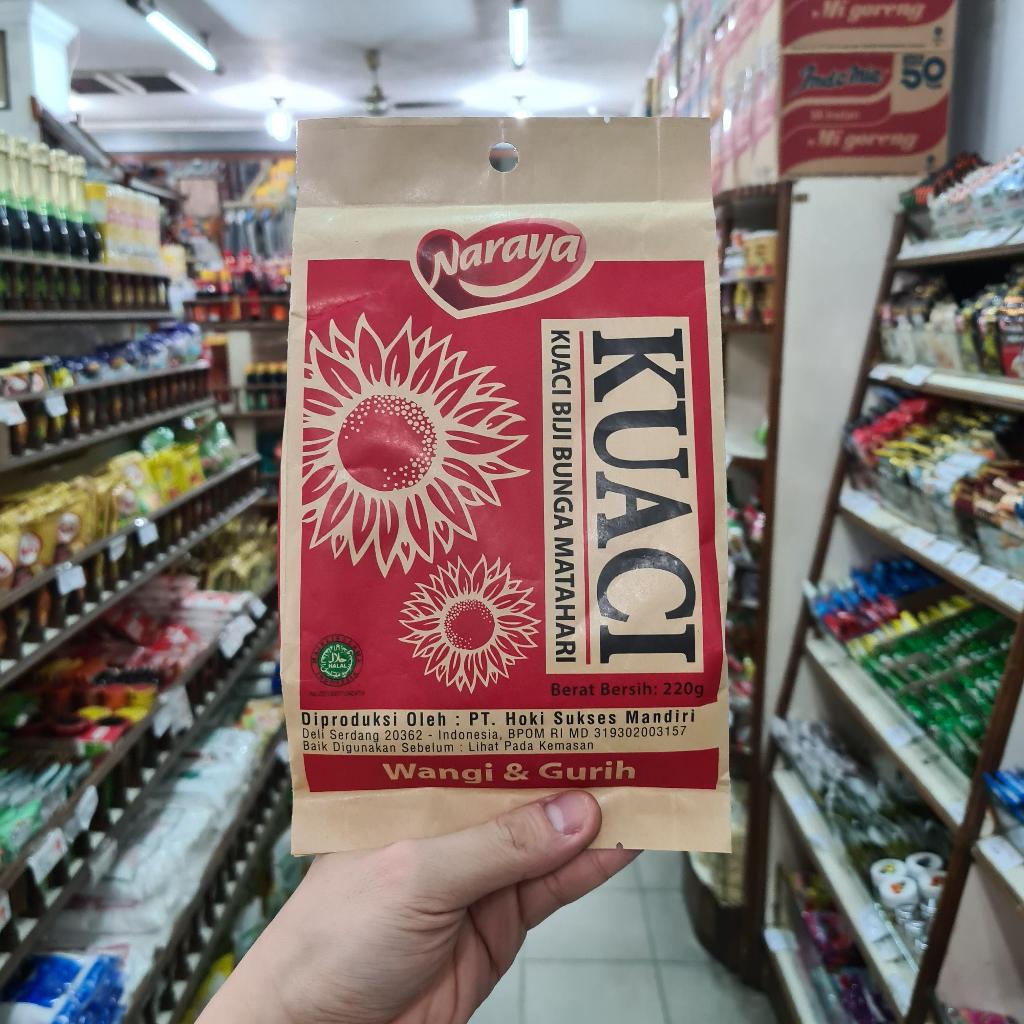 Mi goreng
Indomie
50
Mi goreng
Naraya
KUACI
KUACI BIJI BUNGA MATAHARI
HALAL
Berat Bersih: 220g
Diproduksi Oleh : PT. Hoki Sukses Mandiri
Deli Serdang 20362 - Indonesia, BPOM RI MD 319302003157
Baik Digunakan Sebelum : Lihat Pada Kemasan
Wangi & Gurih